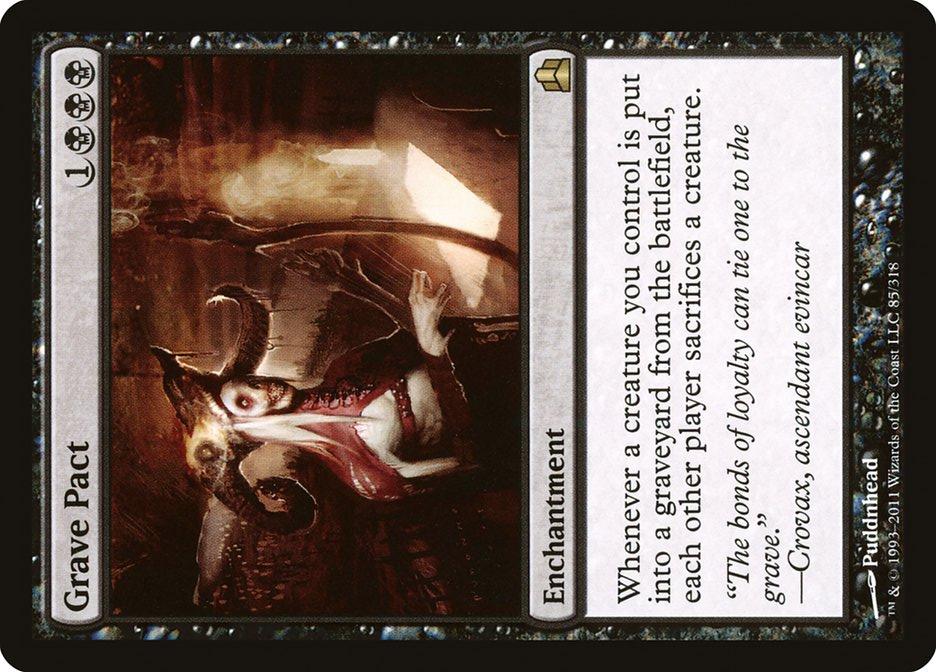 Grave Pact 1
Enchantment
Whenever a creature you control is put
into a graveyard from the battlefield,
each other player sacrifices a creature.
“The bonds of loyalty can tie one to the
grave.”
—Crovax, ascendant evincar
Puddnhead
™ & © 1993–2011 Wizards of the Coast LLC 85/318